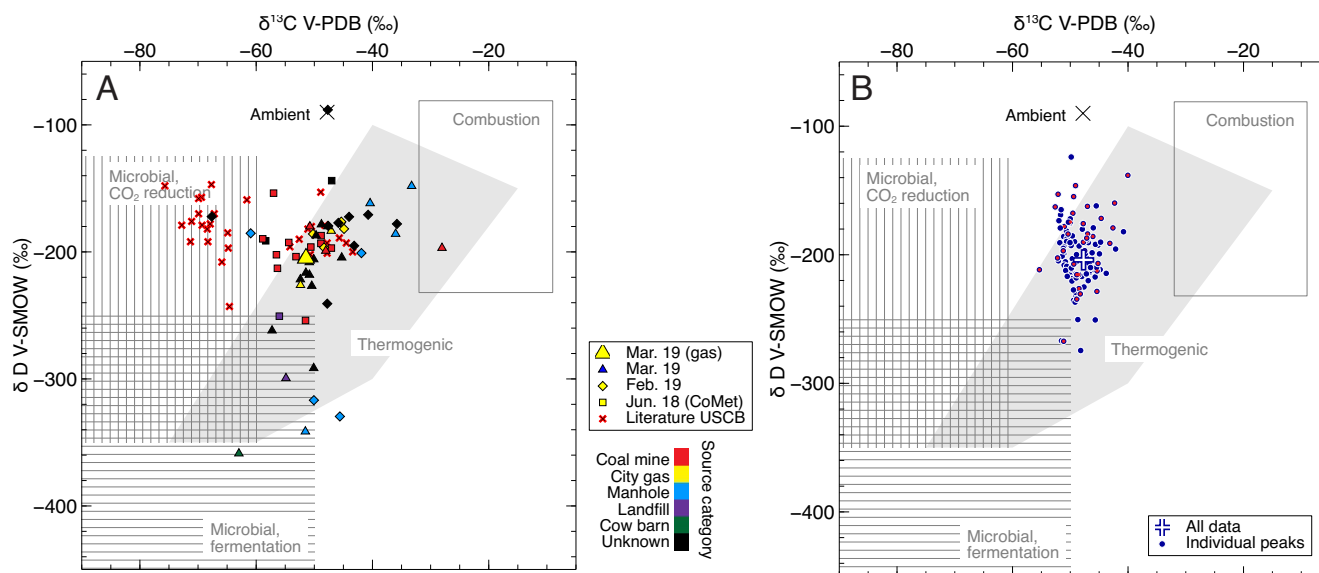 δ¹³C V-PDB (‰)
−80 −60 −40 −20
A
δ D V-SMOW (‰)
−100
−200
−300
−400
Ambient
Combustion
Microbial,
CO₂ reduction
Thermogenic
Microbial,
fermentation
Mar. 19 (gas)
Mar. 19
Feb. 19
Jun. 18 (CoMet)
Literature USCB
Coal mine
City gas
Manhole
Landfill
Cow barn
Unknown
Source category
δ¹³C V-PDB (‰)
−80 −60 −40 −20
B
δ D V-SMOW (‰)
−100
−200
−300
−400
Ambient
Combustion
Microbial,
CO₂ reduction
Thermogenic
Microbial,
fermentation
All data
Individual peaks